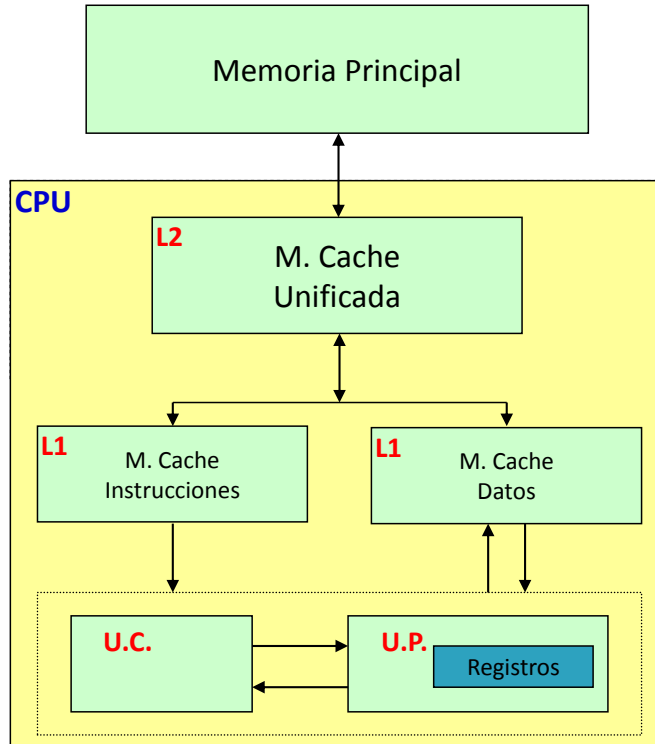 Memoria Principal
CPU
L2
M. Cache
Unificada
L1
M. Cache
Instrucciones
L1
M. Cache
Datos
U.C.
U.P.
Registros